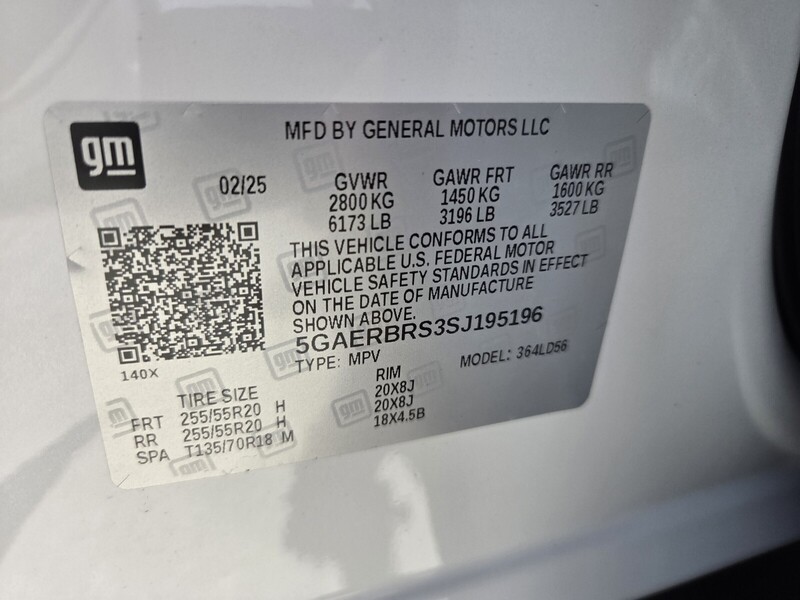 gm
MFD BY GENERAL MOTORS LLC
02/25
GVWR GAWR FRT GAWR RR
2800 KG 1450 KG 1600 KG
6173 LB 3196 LB 3527 LB
THIS VEHICLE CONFORMS TO ALL
APPLICABLE U.S. FEDERAL MOTOR
VEHICLE SAFETY STANDARDS IN EFFECT
ON THE DATE OF MANUFACTURE
SHOWN ABOVE.
5GAERBRS3SJ195196
TYPE: MPV MODEL: 364LD56
140X
TIRE SIZE RIM
FRT 255/55R20 H 20X8J
RR 255/55R20 H 20X8J
SPA T135/70R18 M 18X4.5B